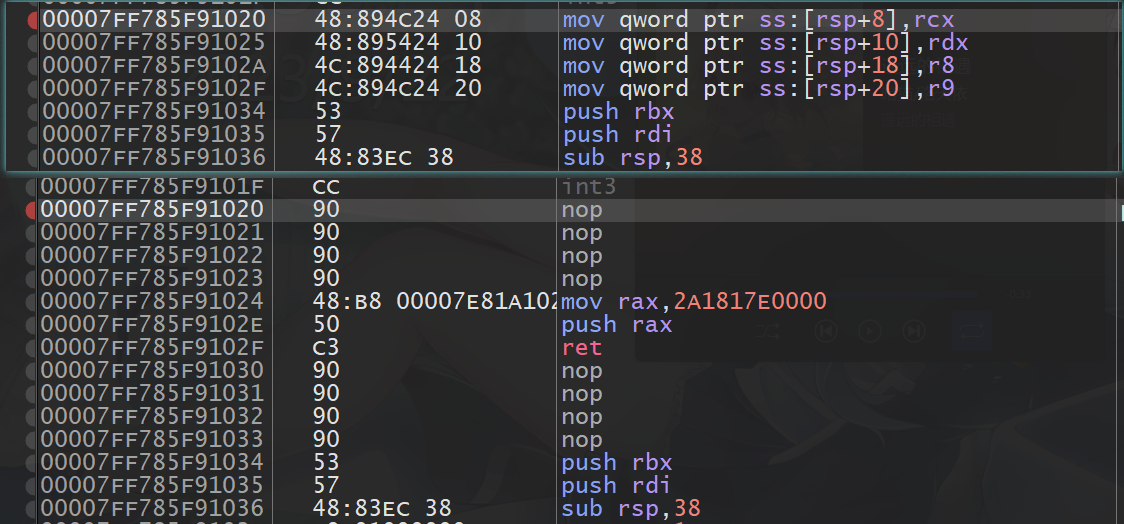 00007FF785F91020 48:894C24 08 mov qword ptr ss:[rsp+8],rcx
00007FF785F91025 48:895424 10 mov qword ptr ss:[rsp+10],rdx
00007FF785F9102A 4C:894424 18 mov qword ptr ss:[rsp+18],r8
00007FF785F9102F 4C:894C24 20 mov qword ptr ss:[rsp+20],r9
00007FF785F91034 53 push rbx
00007FF785F91035 57 push rdi
00007FF785F91036 48:83EC 38 sub rsp,38
00007FF785F9101F CC int3
00007FF785F91020 90 nop
00007FF785F91021 90 nop
00007FF785F91022 90 nop
00007FF785F91023 90 nop
00007FF785F91024 48:B8 00007E81A102 mov rax,2A1817E0000
00007FF785F9102E 50 push rax
00007FF785F9102F C3 ret
00007FF785F91030 90 nop
00007FF785F91031 90 nop
00007FF785F91032 90 nop
00007FF785F91033 90 nop
00007FF785F91034 53 push rbx
00007FF785F91035 57 push rdi
00007FF785F91036 48:83EC 38 sub rsp,38